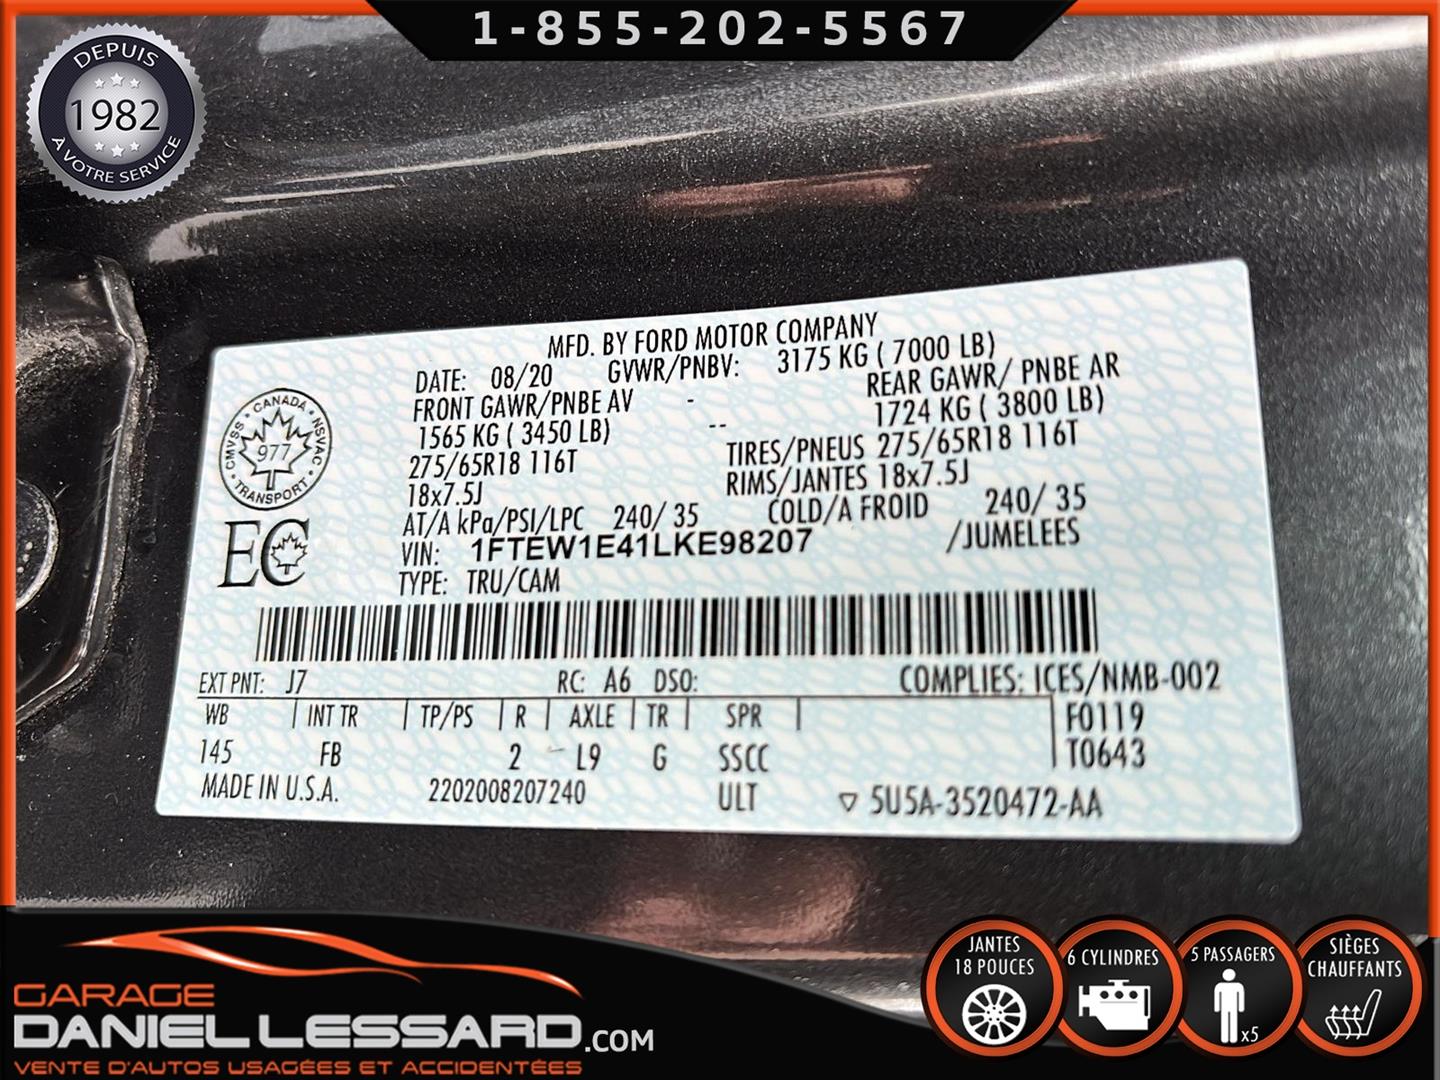 1-855-202-5567
DEPUIS
1982
À VOTRE SERVICE
MFD. BY FORD MOTOR COMPANY
DATE: 08/20 GVWR/PNBV: 3175 KG ( 7000 LB)
FRONT GAWR/PNBE AV - REAR GAWR/ PNBE AR
1565 KG ( 3450 LB) -- 1724 KG ( 3800 LB)
275/65R18 116T TIRES/PNEUS 275/65R18 116T
18x7.5J RIMS/JANTES 18x7.5J
AT/A kPa/PSI/LPC 240/ 35 COLD/A FROID 240/ 35
VIN: 1FTEW1E41LKE98207 /JUMELEES
TYPE: TRU/CAM
CANADA
CMVSS NSVAC
977
TRANSPORT
EC
EXT PNT: J7 RC: A6 DSO: COMPLIES: ICES/NMB-002
WB | INT TR | TP/PS | R | AXLE | TR | SPR | F0119
145 FB 2 L9 G SSCC T0643
MADE IN U.S.A. 2202008207240 ULT ▽ 5U5A-3520472-AA
GARAGE
DANIEL LESSARD.COM
VENTE D'AUTOS USAGÉES ET ACCIDENTÉES
JANTES
18 POUCES
6 CYLINDRES
5 PASSAGERS
x5
SIÈGES
CHAUFFANTS